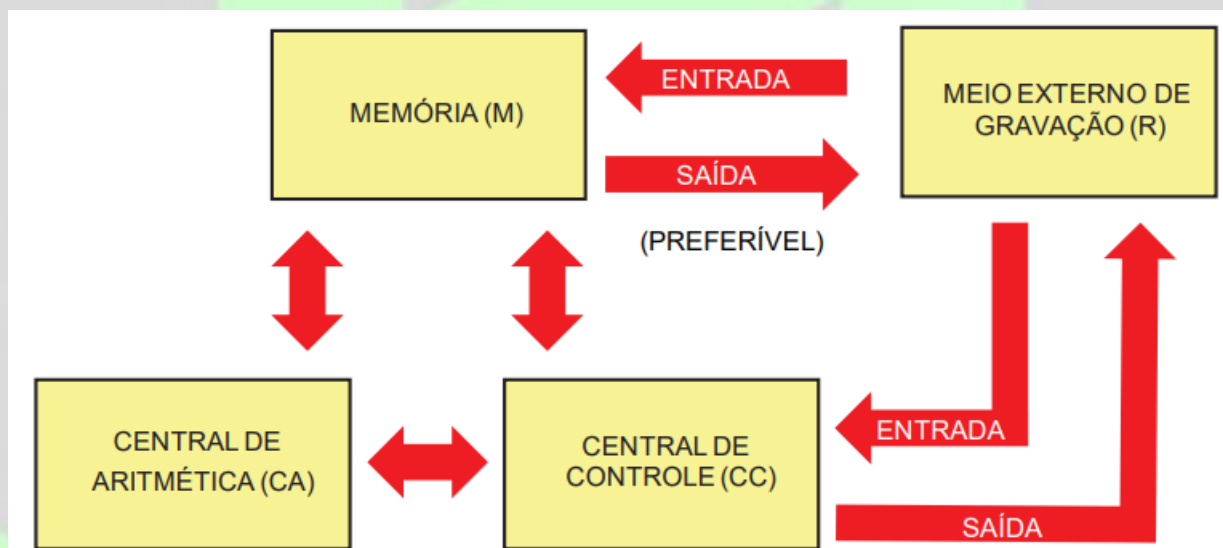 MEMÓRIA (M)
ENTRADA
SAÍDA
(PREFERÍVEL)
MEIO EXTERNO DE
GRAVAÇÃO (R)
CENTRAL DE
ARITMÉTICA (CA)
CENTRAL DE
CONTROLE (CC)
ENTRADA
SAÍDA